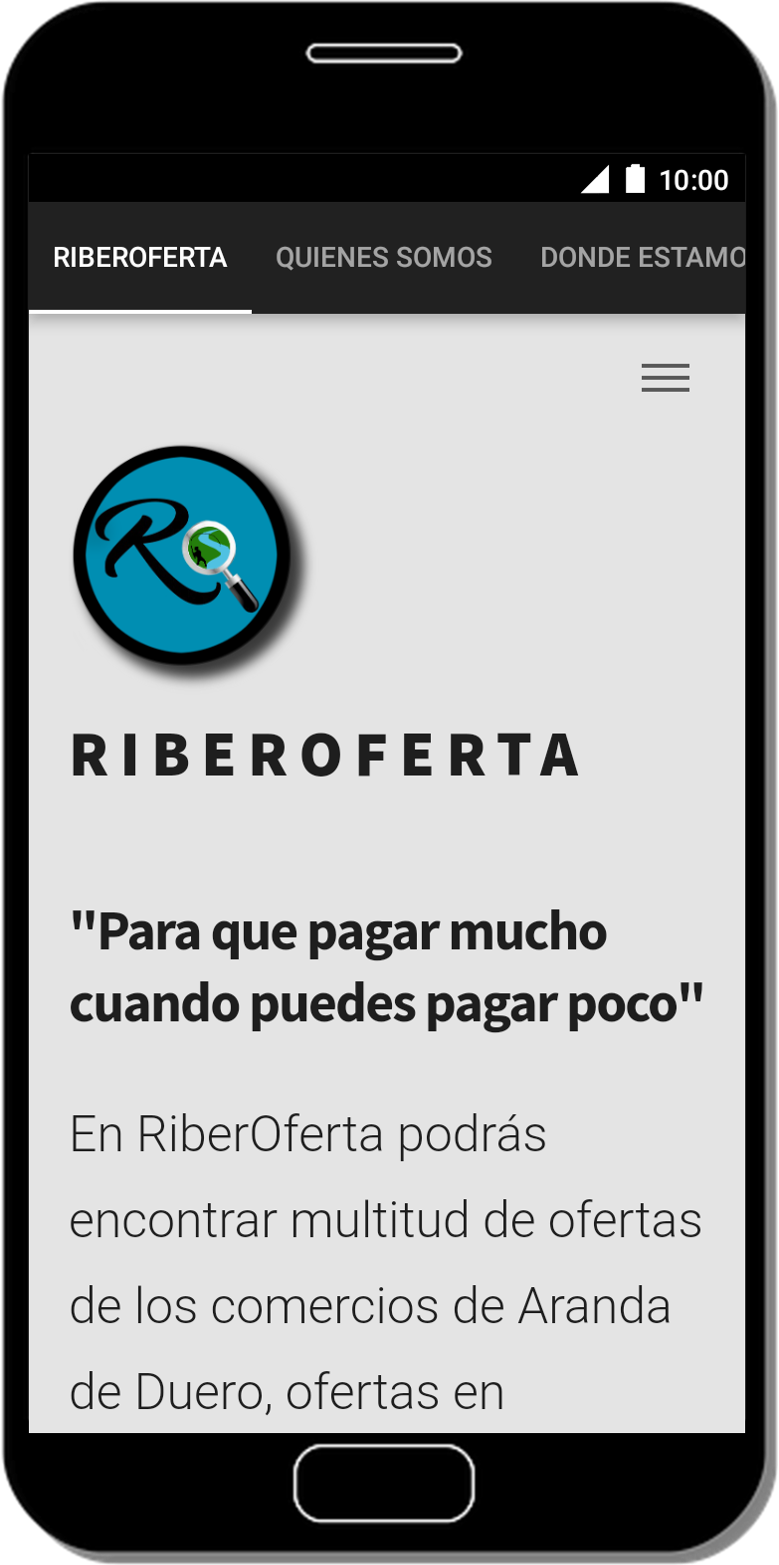 10:00
RIBEROFERTA QUIENES SOMOS DONDE ESTAMO
R
RIBEROFERTA
"Para que pagar mucho
cuando puedes pagar poco"
En RiberOferta podrás
encontrar multitud de ofertas
de los comercios de Aranda
de Duero, ofertas en